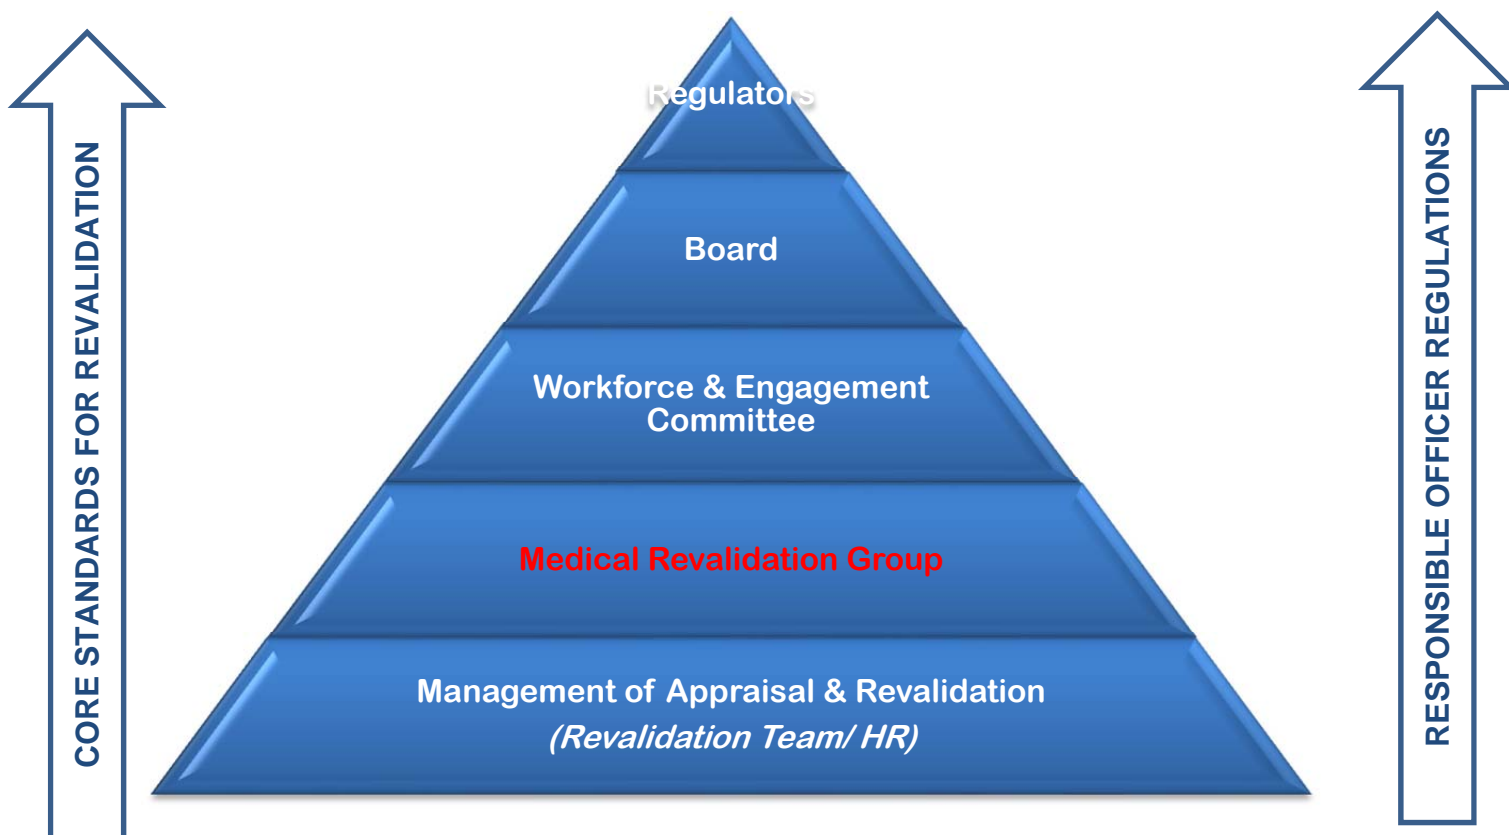 CORE STANDARDS FOR REVALIDATION
Regulators
Board
Workforce & Engagement
Committee
Medical Revalidation Group
Management of Appraisal & Revalidation
(Revalidation Team/ HR)
RESPONSIBLE OFFICER REGULATIONS